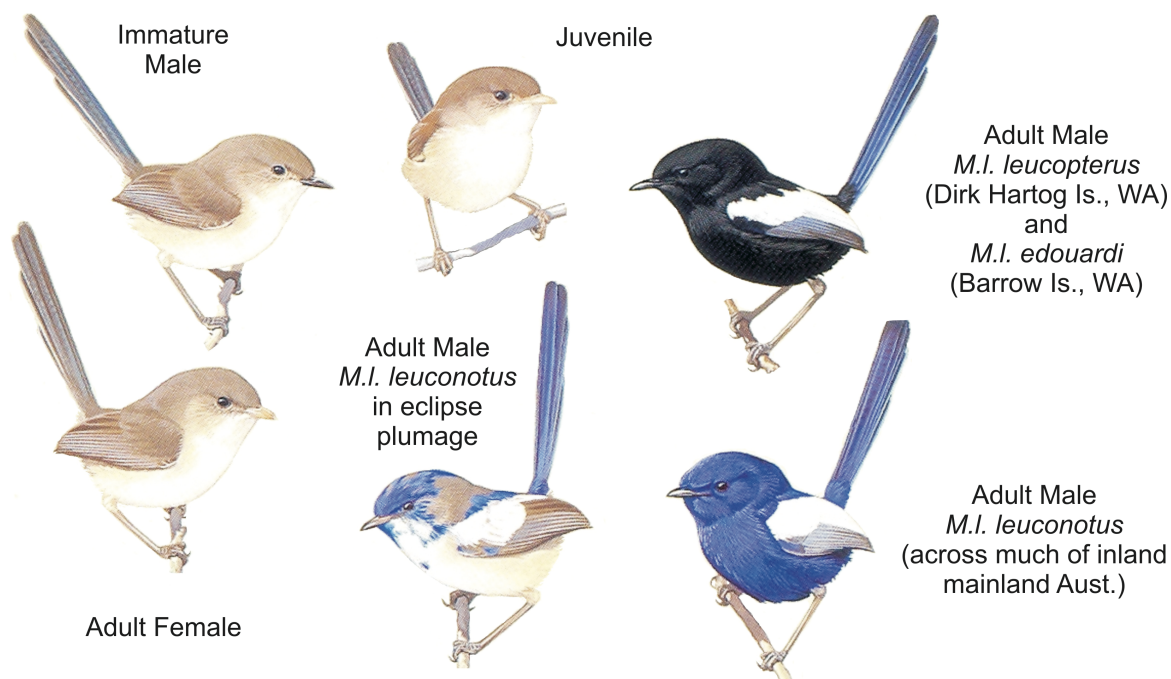 Immature
Male
Juvenile
Adult Male
M.l. leucopterus
(Dirk Hartog Is., WA)
and
M.l. edouardi
(Barrow Is., WA)
Adult Male
M.l. leuconotus
in eclipse
plumage
Adult Male
M.l. leuconotus
(across much of inland
mainland Aust.)
Adult Female